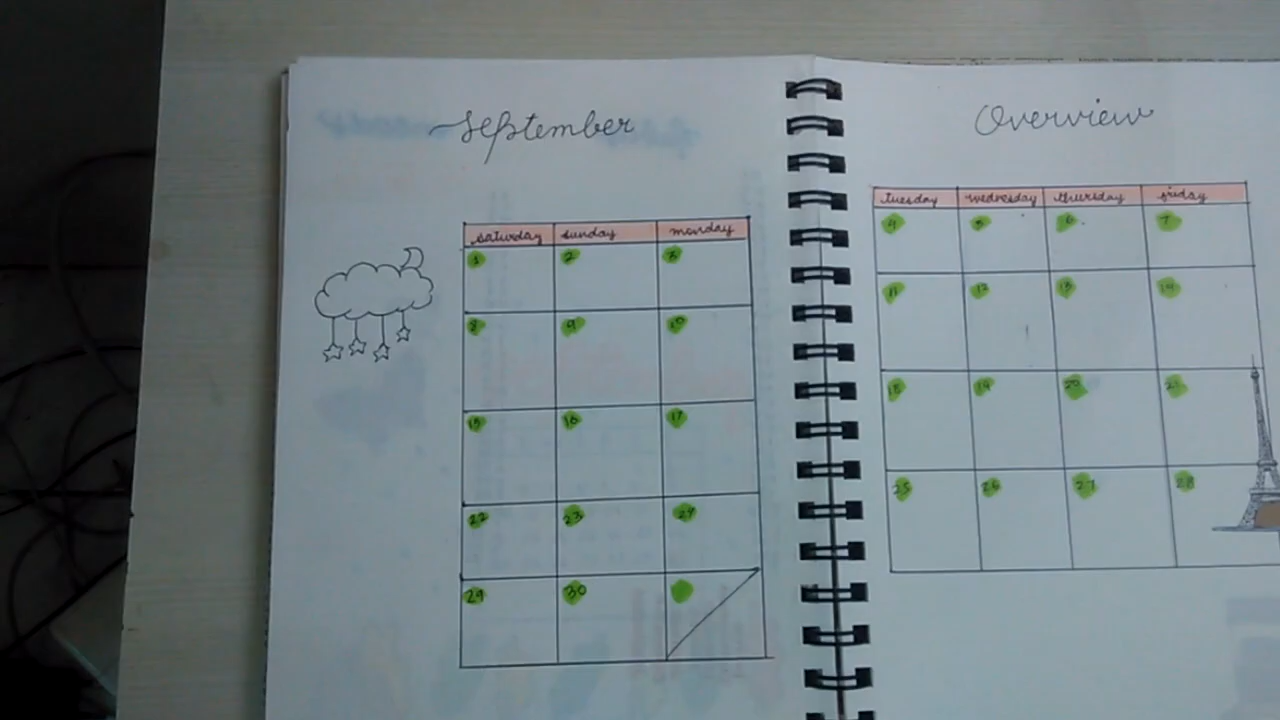 September
saturday sunday monday
1 2 3
8 9 10
15 16 17
22 23 24
29 30
Overview
tuesday wednesday thursday friday
4 5 6 7
11 12 13 14
18 19 20 21
25 26 27 28